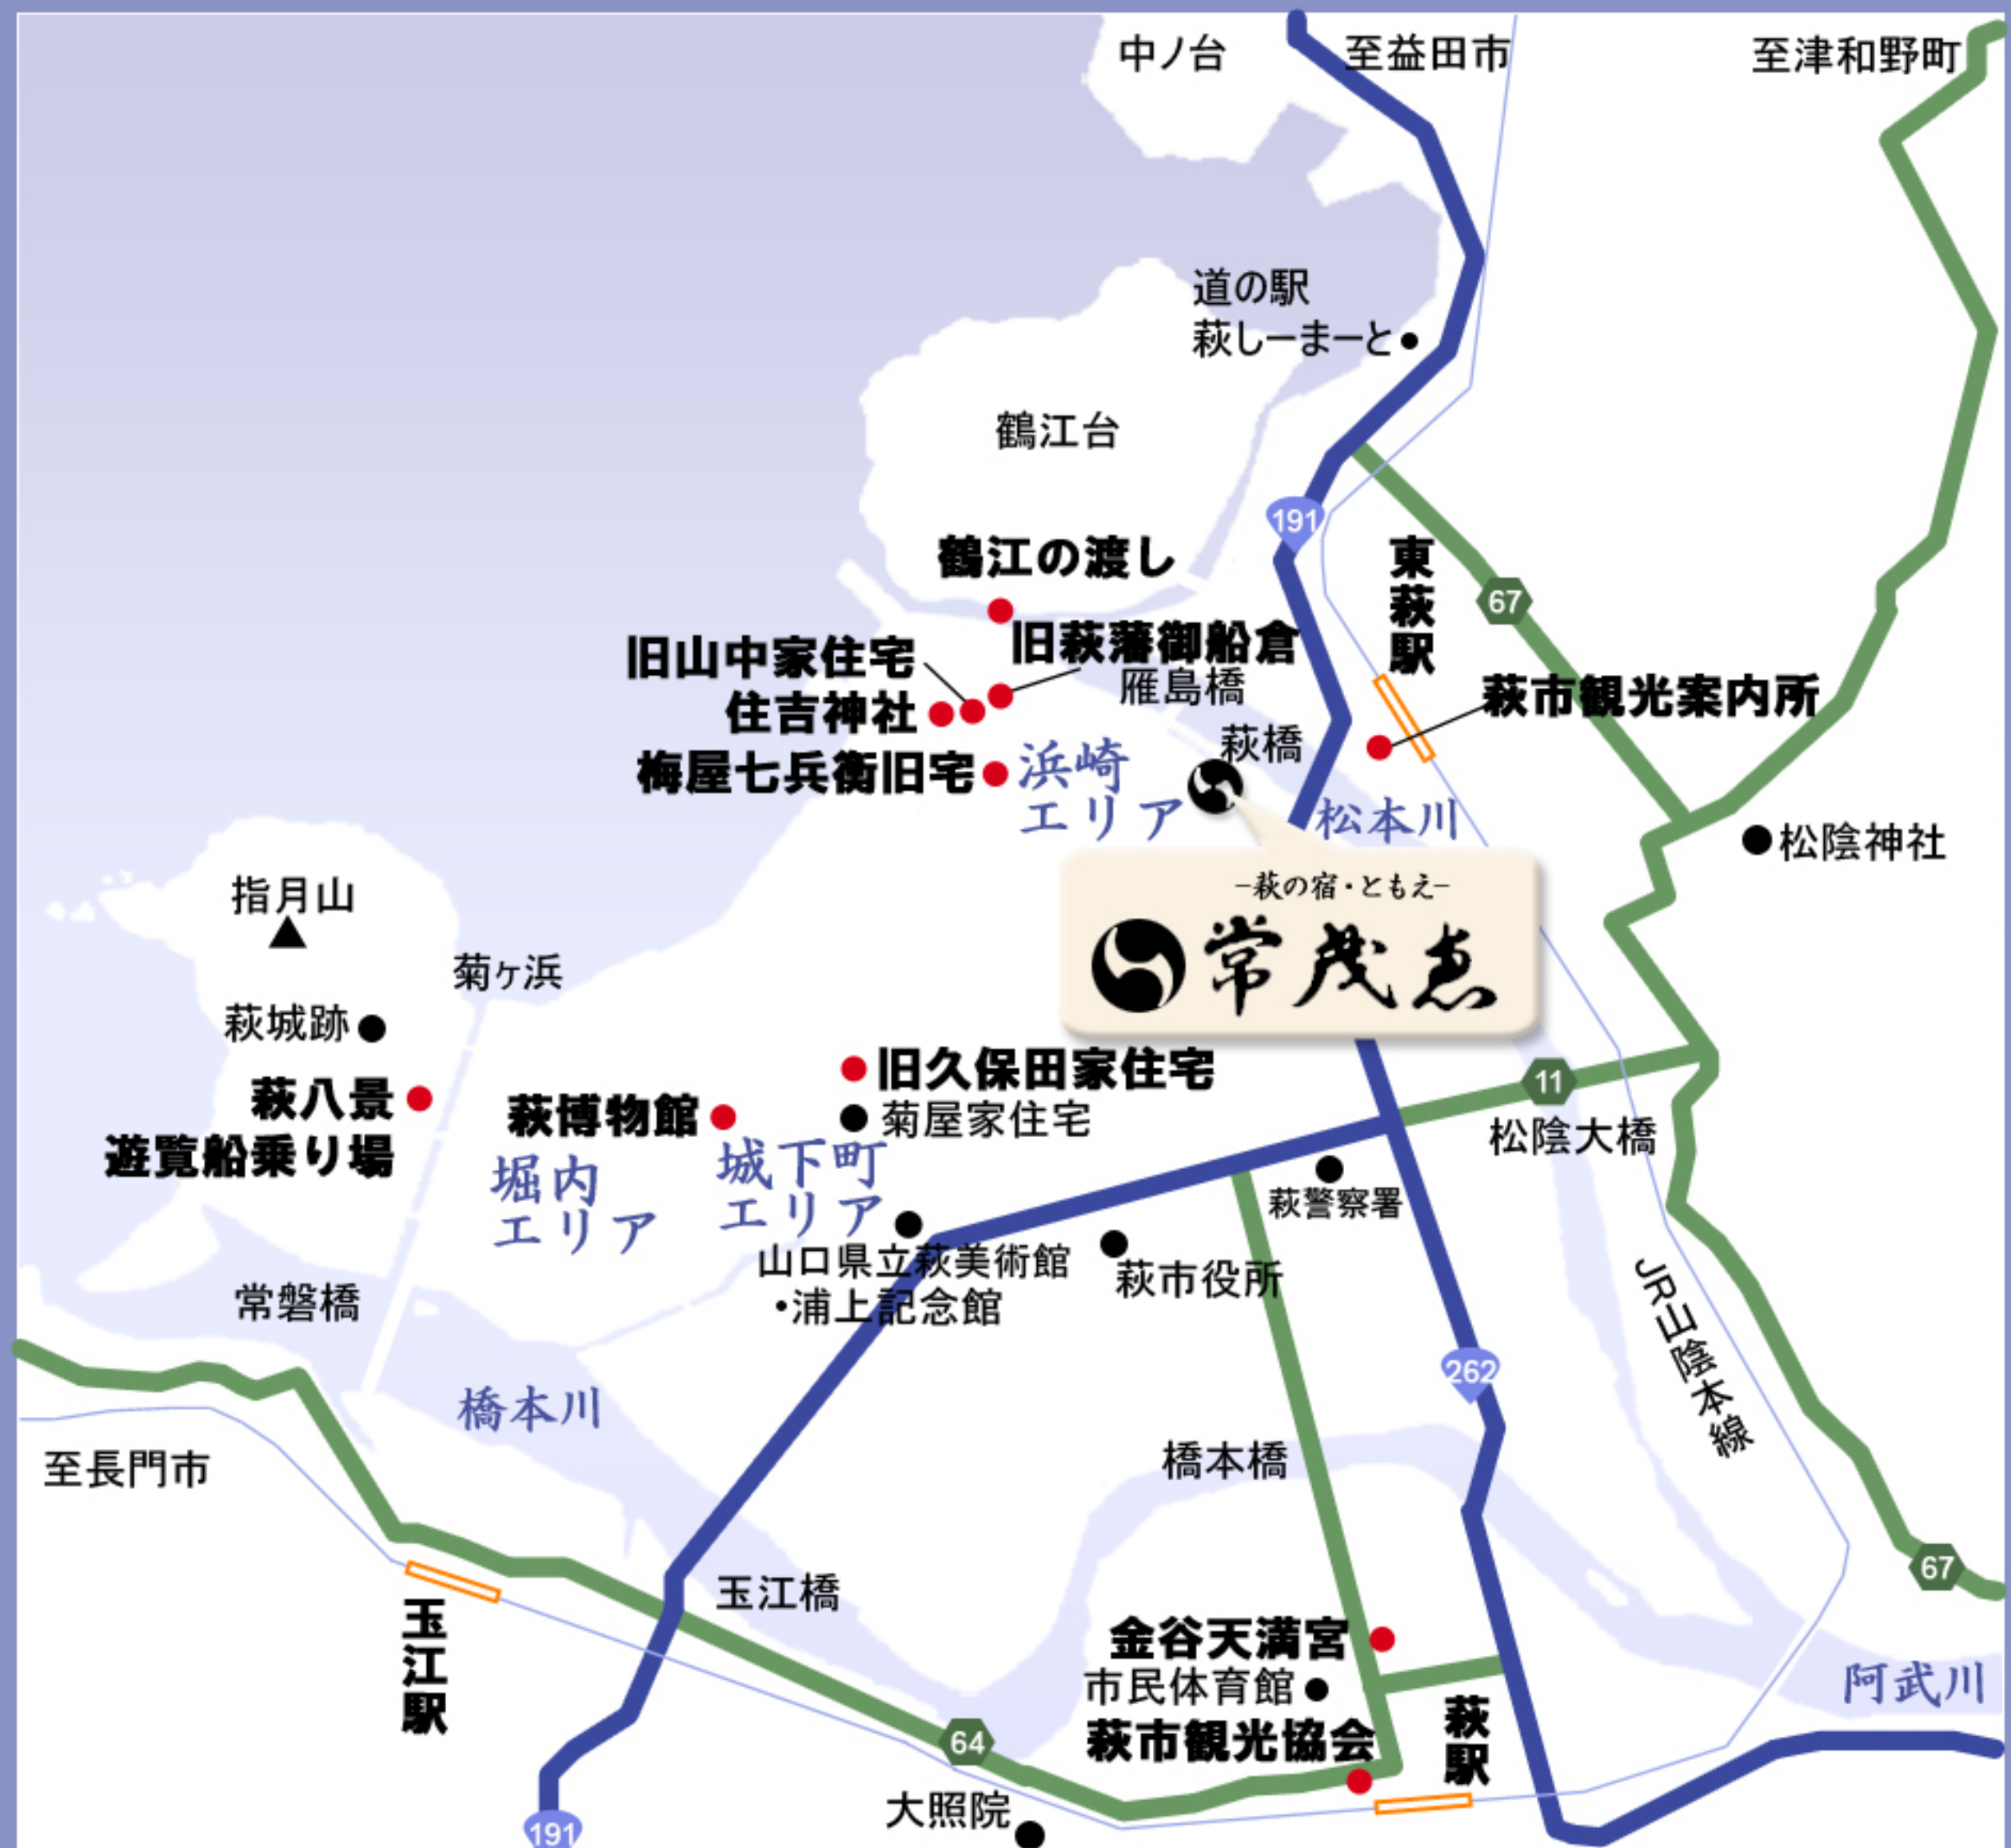 中ノ台
至益田市
至津和野町
道の駅
萩しーまーと
鶴江台
191
鶴江の渡し
東萩駅
67
旧萩藩御船倉
旧山中家住宅
雁島橋
萩市観光案内所
住吉神社
萩橋
梅屋七兵衛旧宅
浜崎
エリア
松本川
松陰神社
-萩の宿・ともえ-
常茂恵
指月山
菊ヶ浜
萩城跡
萩八景
遊覧船乗り場
旧久保田家住宅
萩博物館
菊屋家住宅
11
松陰大橋
堀内
エリア
城下町
エリア
萩警察署
山口県立萩美術館
・浦上記念館
萩市役所
常磐橋
JR山陰本線
262
橋本川
至長門市
橋本橋
67
玉江橋
玉江駅
金谷天満宮
市民体育館
萩市観光協会
萩駅
阿武川
64
大照院
191